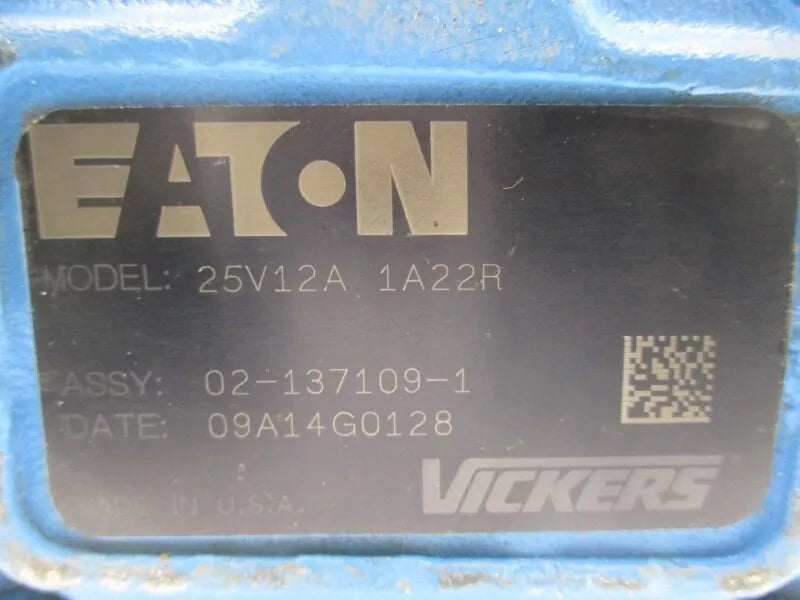 EATON
MODEL: 25V12A 1A22R
ASSY: 02-137109-1
DATE: 09A14G0128
MADE IN U.S.A.
VICKERS